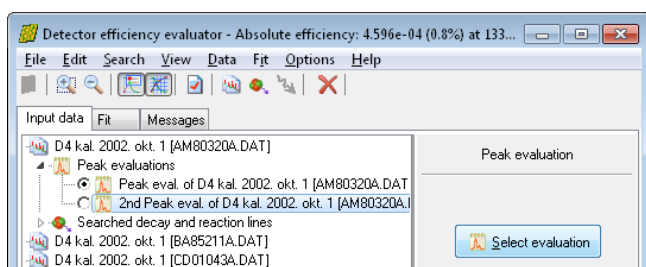 Detector efficiency evaluator - Absolute efficiency: 4.596e-04 (0.8%) at 133...
File Edit Search View Data Fit Options Help
Input data Fit Messages
D4 kal. 2002. okt. 1 [AM80320A.DAT]
Peak evaluations
Peak evaluation
Peak eval. of D4 kal. 2002. okt. 1 [AM80320A.DAT
2nd Peak eval. of D4 kal. 2002. okt. 1 [AM80320A.
Searched decay and reaction lines
D4 kal. 2002. okt. 1 [BA85211A.DAT]
Select evaluation
D4 kal. 2002. okt. 1 [CD01043A.DAT]